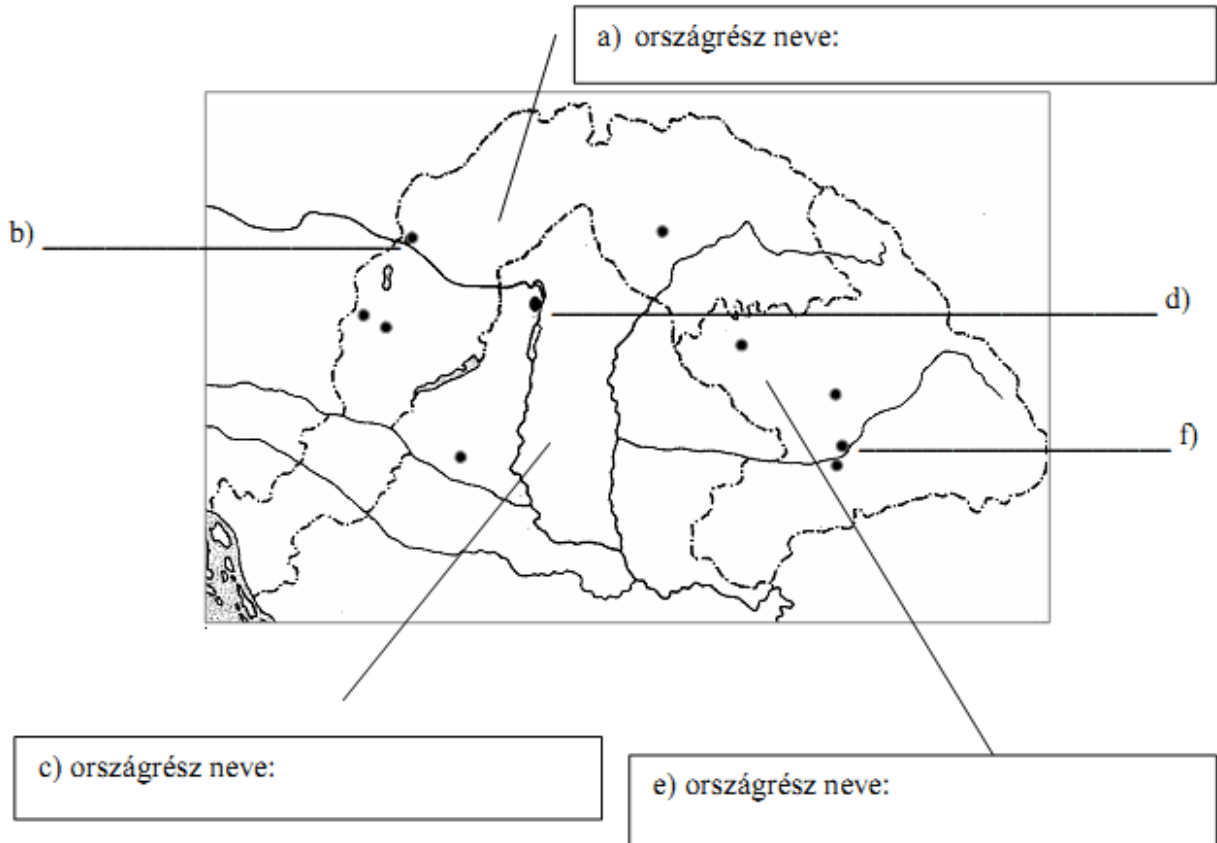 a) országrész neve:
b)
d)
f)
c) országrész neve:
e) országrész neve: